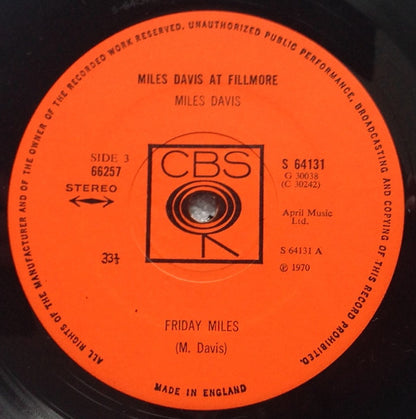 ALL RIGHTS OF THE MANUFACTURER AND OF THE OWNER OF THE RECORDED WORK RESERVED. UNAUTHORIZED PUBLIC PERFORMANCE, BROADCASTING AND COPYING OF THIS RECORD PROHIBITED.
MILES DAVIS AT FILLMORE
MILES DAVIS
SIDE 3
66257
STEREO
33⅓
CBS
S 64131
G 30038
(C 30242)
April Music
Ltd.
S 64131 A
℗ 1970
FRIDAY MILES
(M. Davis)
MADE IN ENGLAND